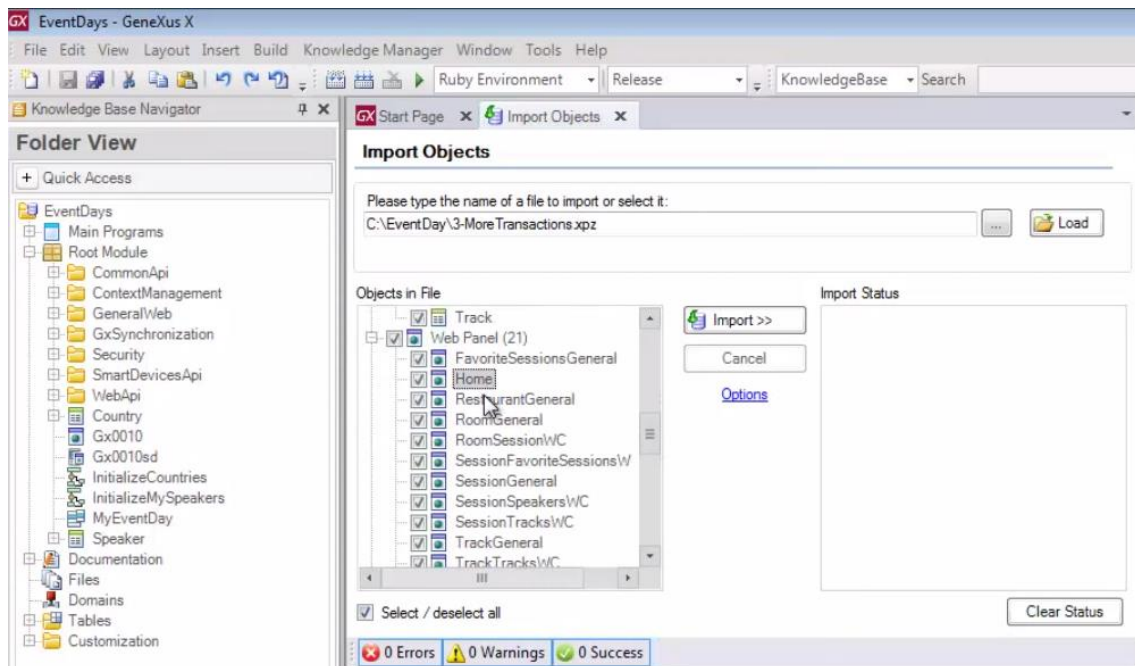 GX EventDays - GeneXus X
File Edit View Layout Insert Build Knowledge Manager Window Tools Help
Ruby Environment Release KnowledgeBase Search
Knowledge Base Navigator
Folder View
+ Quick Access
EventDays
Main Programs
Root Module
CommonApi
ContextManagement
GeneralWeb
GxSynchronization
Security
SmartDevicesApi
WebApi
Country
Gx0010
Gx0010sd
InitializeCountries
InitializeMySpeakers
MyEventDay
Speaker
Documentation
Files
Domains
Tables
Customization
GX Start Page Import Objects
Import Objects
Please type the name of a file to import or select it:
C:\EventDay\3-MoreTransactions.xpz ... Load
Objects in File
Track
Web Panel (21)
FavoriteSessionsGeneral
Home
RestaurantGeneral
RoomGeneral
RoomSessionWC
SessionFavoriteSessionsW
SessionGeneral
SessionSpeakersWC
SessionTracksWC
TrackGeneral
TrackTracksWC
Select / deselect all
Import >>
Cancel
Options
Import Status
Clear Status
0 Errors 0 Warnings 0 Success